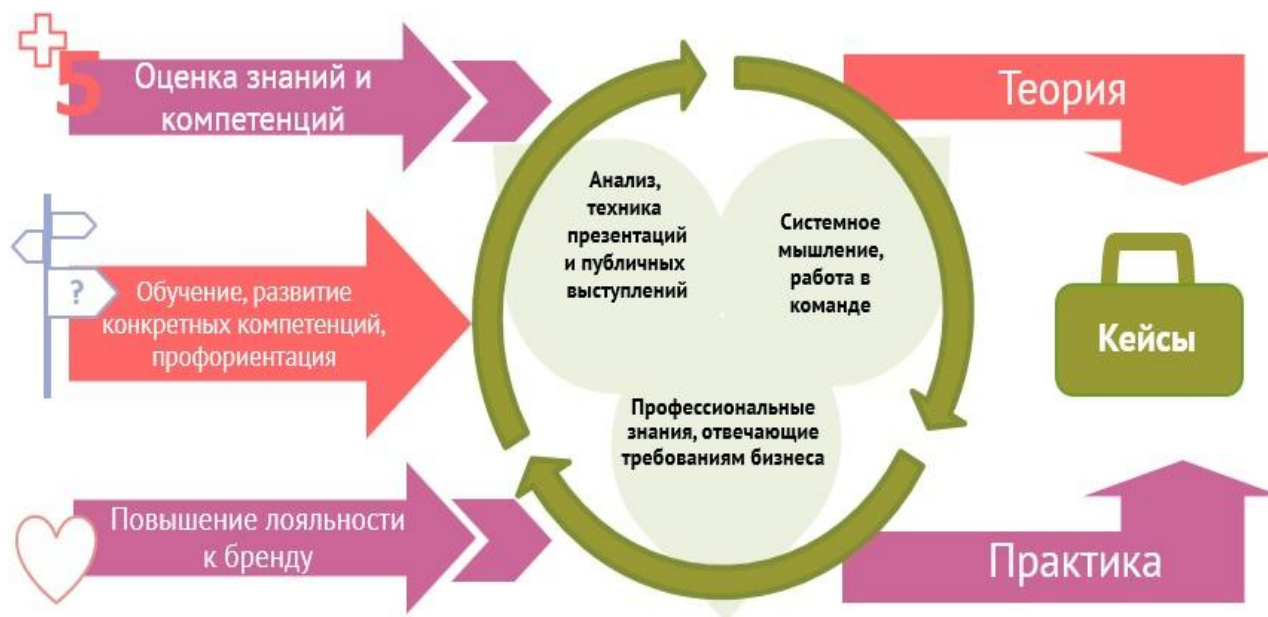 5
Оценка знаний и
компетенций
?
Обучение, развитие
конкретных компетенций,
профориентация
Повышение лояльности
к бренду
Анализ,
техника
презентаций
и публичных
выступлений
Системное
мышление,
работа в
команде
Профессиональные
знания, отвечающие
требованиям бизнеса
Теория
Кейсы
Практика